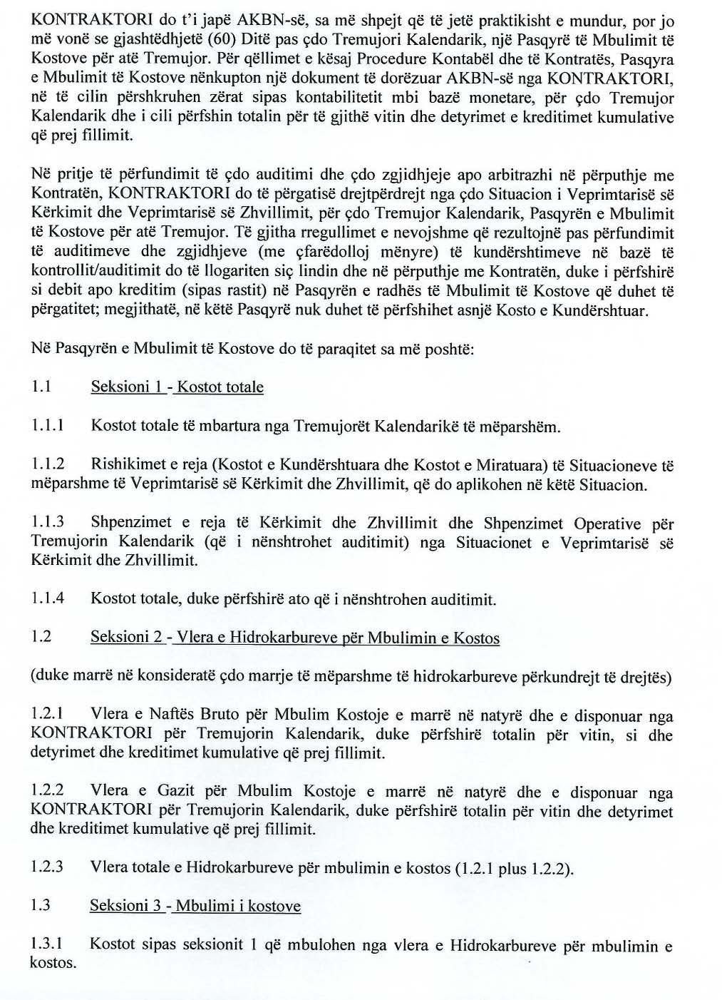 KONTRAKTORI do t'i japë AKBN-së, sa më shpejt që të jetë praktikisht e mundur, por jo
më vonë se gjashtëdhjetë (60) Ditë pas çdo Tremujori Kalendarik, një Pasqyrë të Mbulimit të
Kostove për atë Tremujor. Për qëllimet e kësaj Procedure Kontabël dhe të Kontratës, Pasqyra
e Mbulimit të Kostove nënkupton një dokument të dorëzuar AKBN-së nga KONTRAKTORI,
në të cilin përshkruhen zërat sipas kontabilitetit mbi bazë monetare, për çdo Tremujor
Kalendarik dhe i cili përfshin totalin për të gjithë vitin dhe detyrimet e kreditimet kumulative
që prej fillimit.
Në pritje të përfundimit të çdo auditimi dhe çdo zgjidhjeje apo arbitrazhi në përputhje me
Kontratën, KONTRAKTORI do të përgatisë drejtpërdrejt nga çdo Situacion i Veprimtarisë së
Kërkimit dhe Veprimtarisë së Zhvillimit, për çdo Tremujor Kalendarik, Pasqyrën e Mbulimit
të Kostove për atë Tremujor. Të gjitha rregullimet e nevojshme që rezultojnë pas përfundimit
të auditimeve dhe zgjidhjeve (me çfarëdolloj mënyre) të kundërshtimeve në bazë të
kontrollit/auditimit do të llogariten siç lindin dhe në përputhje me Kontratën, duke i përfshirë
si debit apo kreditim (sipas rastit) në Pasqyrën e radhës të Mbulimit të Kostove që duhet të
përgatitet; megjithatë, në këtë Pasqyrë nuk duhet të përfshihet asnjë Kosto e Kundërshtuar.
Në Pasqyrën e Mbulimit të Kostove do të paraqitet sa më poshtë:
1.1 Seksioni 1 - Kostot totale
1.1.1 Kostot totale të mbartura nga Tremujorët Kalendarikë të mëparshëm.
1.1.2 Rishikimet e reja (Kostot e Kundërshtuara dhe Kostot e Miratuara) të Situacioneve të
mëparshme të Veprimtarisë së Kërkimit dhe Zhvillimit, që do aplikohen në këtë Situacion.
1.1.3 Shpenzimet e reja të Kërkimit dhe Zhvillimit dhe Shpenzimet Operative për
Tremujorin Kalendarik (që i nënshtrohet auditimit) nga Situacionet e Veprimtarisë së
Kërkimit dhe Zhvillimit.
1.1.4 Kostot totale, duke përfshirë ato që i nënshtrohen auditimit.
1.2 Seksioni 2 - Vlera e Hidrokarbureve për Mbulimin e Kostos
(duke marrë në konsideratë çdo marrje të mëparshme të hidrokarbureve përkundrejt të drejtës)
1.2.1 Vlera e Naftës Bruto për Mbulim Kostoje e marrë në natyrë dhe e disponuar nga
KONTRAKTORI për Tremujorin Kalendarik, duke përfshirë totalin për vitin, si dhe
detyrimet dhe kreditimet kumulative që prej fillimit.
1.2.2 Vlera e Gazit për Mbulim Kostoje e marrë në natyrë dhe e disponuar nga
KONTRAKTORI për Tremujorin Kalendarik, duke përfshirë totalin për vitin dhe detyrimet
dhe kreditimet kumulative që prej fillimit.
1.2.3 Vlera totale e Hidrokarbureve për mbulimin e kostos (1.2.1 plus 1.2.2).
1.3 Seksioni 3 - Mbulimi i kostove
1.3.1 Kostot sipas seksionit 1 që mbulohen nga vlera e Hidrokarbureve për mbulimin e
kostos.